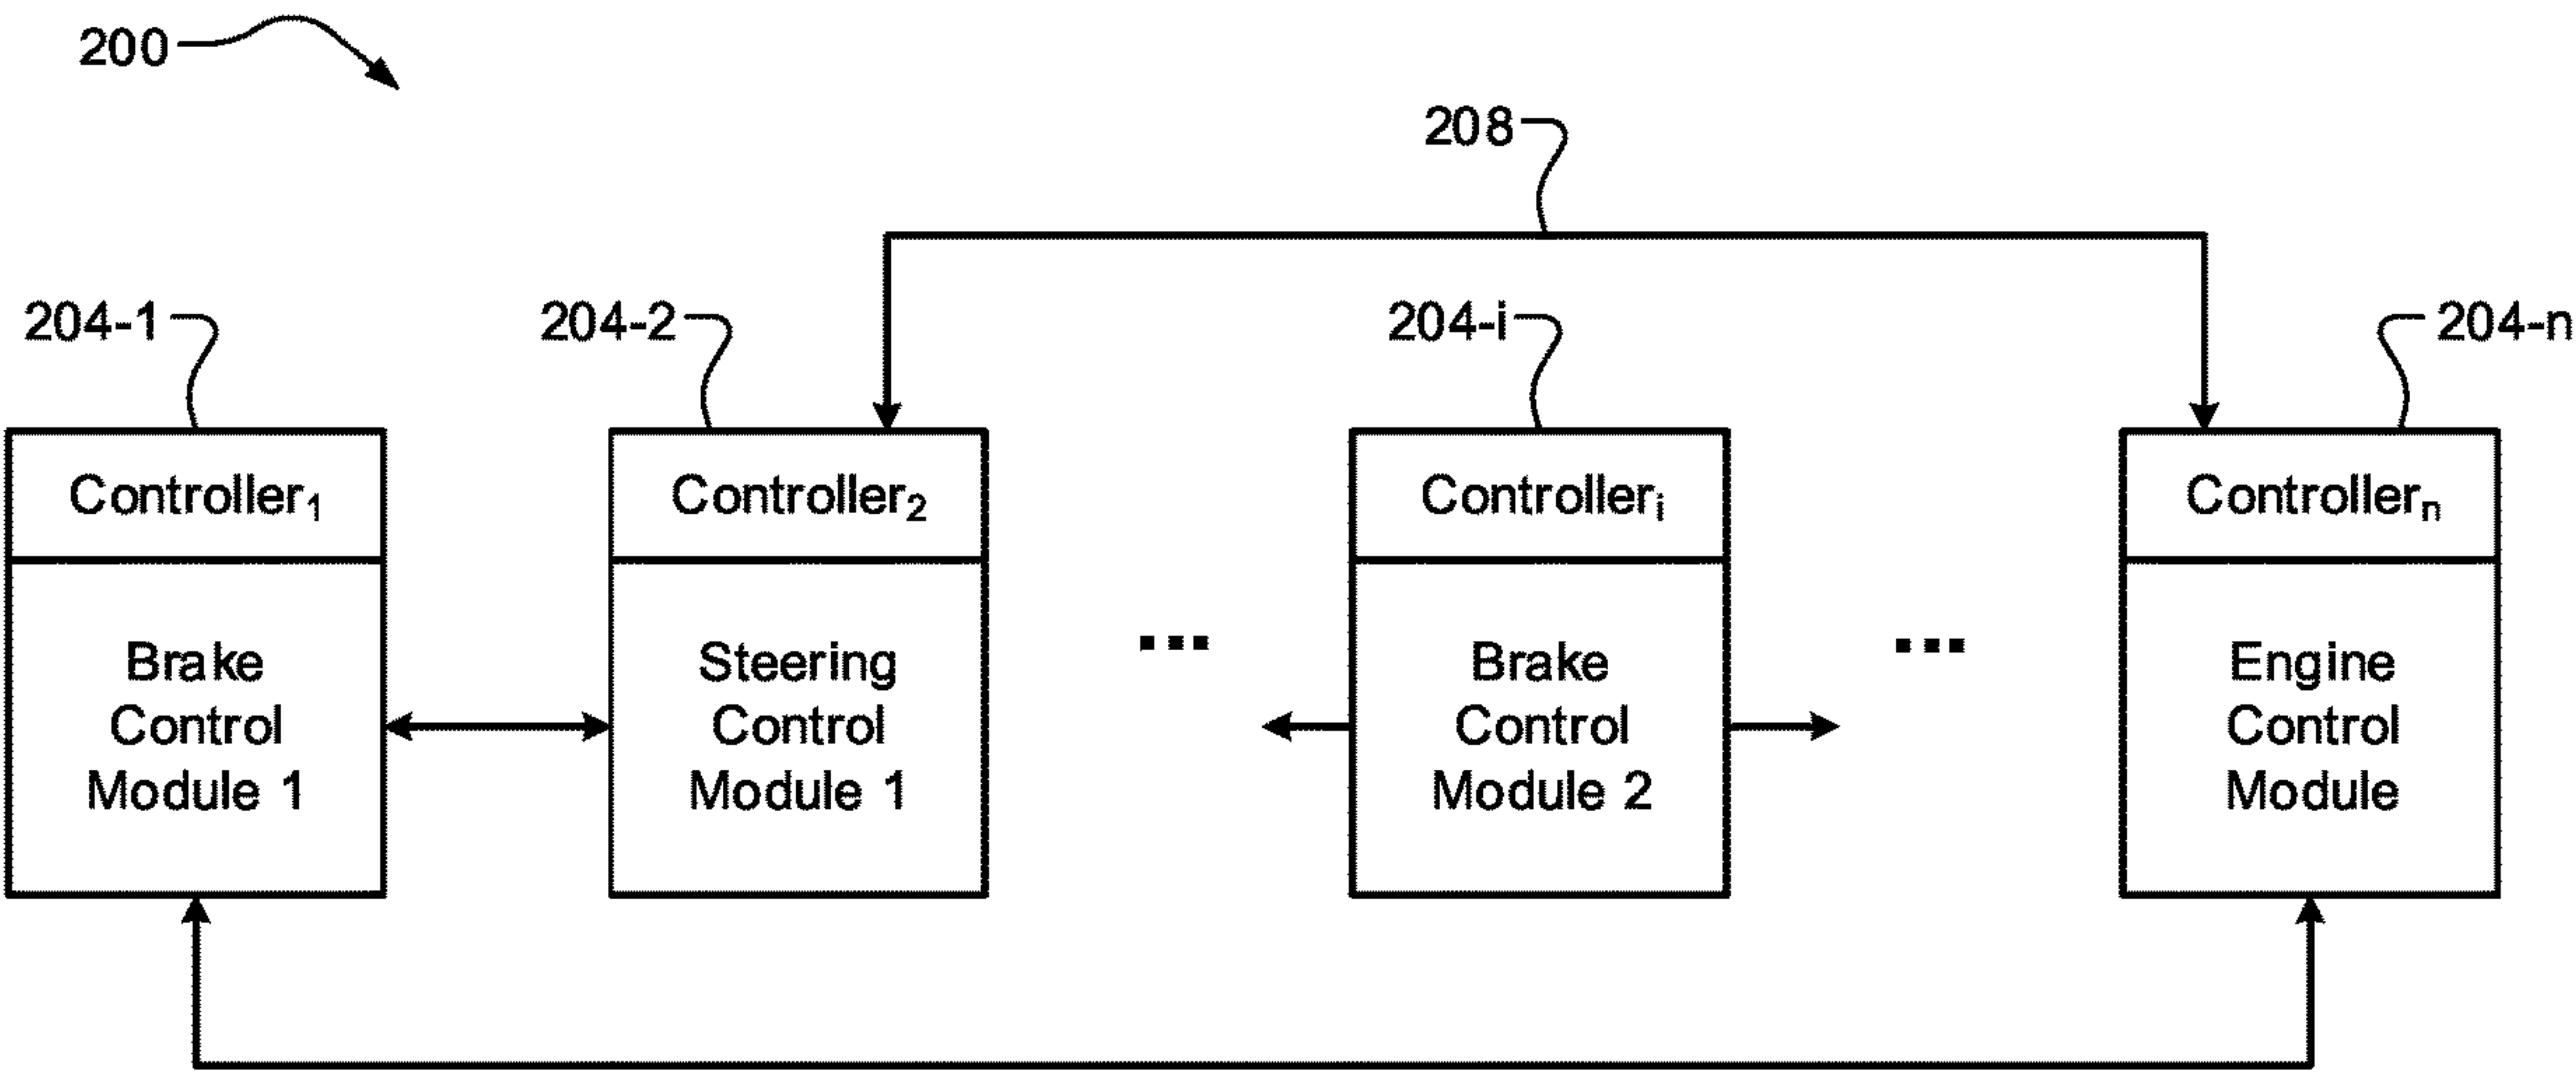 200
208
204-1
204-2
204-i
204-n
Controller₁
Controller₂
Controllerᵢ
Controllerₙ
Brake
Control
Module 1
Steering
Control
Module 1
...
Brake
Control
Module 2
...
Engine
Control
Module